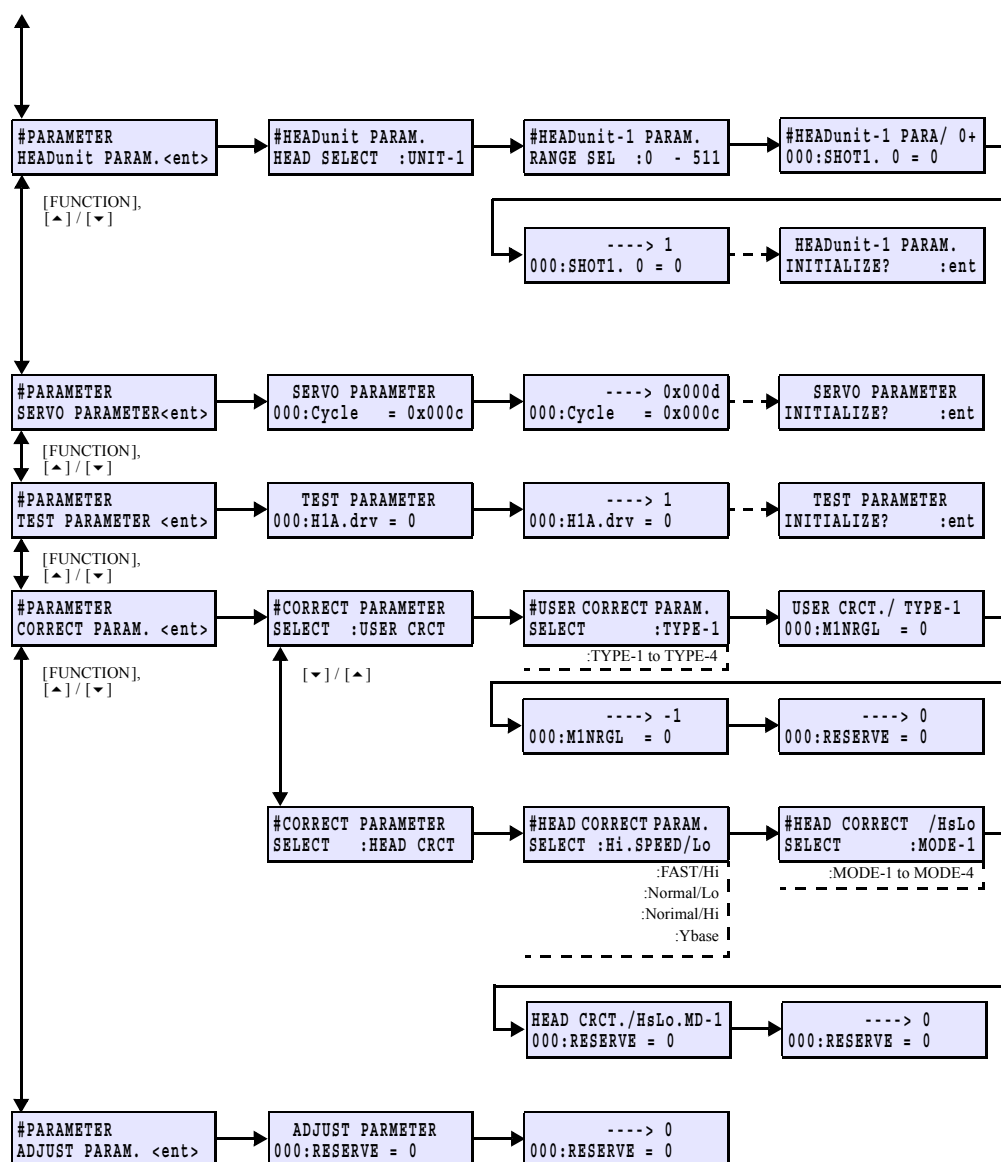 #PARAMETER
HEADunit PARAM.<ent>
#HEADunit PARAM.
HEAD SELECT :UNIT-1
#HEADunit-1 PARAM.
RANGE SEL :0 - 511
#HEADunit-1 PARA/ 0+
000:SHOT1. 0 = 0
[FUNCTION],
[▲] / [▼]
----> 1
000:SHOT1. 0 = 0
HEADunit-1 PARAM.
INITIALIZE? :ent
#PARAMETER
SERVO PARAMETER<ent>
SERVO PARAMETER
000:Cycle = 0x000c
----> 0x000d
000:Cycle = 0x000c
SERVO PARAMETER
INITIALIZE? :ent
[FUNCTION],
[▲] / [▼]
#PARAMETER
TEST PARAMETER <ent>
TEST PARAMETER
000:H1A.drv = 0
----> 1
000:H1A.drv = 0
TEST PARAMETER
INITIALIZE? :ent
[FUNCTION],
[▲] / [▼]
#PARAMETER
CORRECT PARAM. <ent>
#CORRECT PARAMETER
SELECT :USER CRCT
#USER CORRECT PARAM.
SELECT :TYPE-1
:TYPE-1 to TYPE-4
USER CRCT./ TYPE-1
000:M1NRGL = 0
[FUNCTION],
[▲] / [▼]
[▼] / [▲]
----> -1
000:M1NRGL = 0
----> 0
000:RESERVE = 0
#CORRECT PARAMETER
SELECT :HEAD CRCT
#HEAD CORRECT PARAM.
SELECT :Hi.SPEED/Lo
:FAST/Hi
:Normal/Lo
:Norimal/Hi
:Ybase
#HEAD CORRECT /HsLo
SELECT :MODE-1
:MODE-1 to MODE-4
HEAD CRCT./HsLo.MD-1
000:RESERVE = 0
----> 0
000:RESERVE = 0
#PARAMETER
ADJUST PARAM. <ent>
ADJUST PARMETER
000:RESERVE = 0
----> 0
000:RESERVE = 0